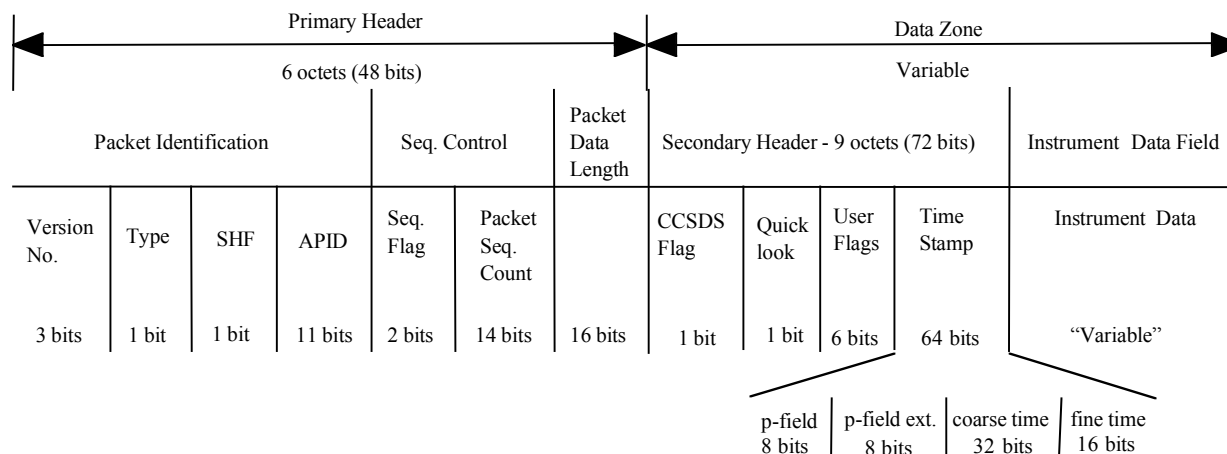 Primary Header
Data Zone
6 octets (48 bits)
Variable
Packet Identification
Seq. Control
Packet
Data
Length
Secondary Header - 9 octets (72 bits)
Instrument Data Field
Version
No.
Type
SHF
APID
Seq.
Flag
Packet
Seq.
Count
CCSDS
Flag
Quick
look
User
Flags
Time
Stamp
Instrument Data
3 bits
1 bit
1 bit
11 bits
2 bits
14 bits
16 bits
1 bit
1 bit
6 bits
64 bits
“Variable”
p-field
8 bits
p-field ext.
8 bits
coarse time
32 bits
fine time
16 bits